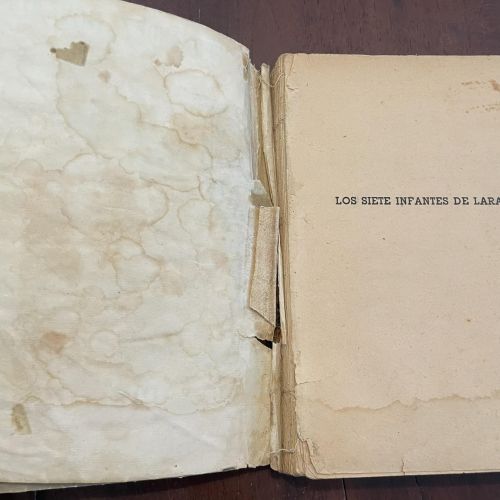 LOS SIETE INFANTES DE LARA